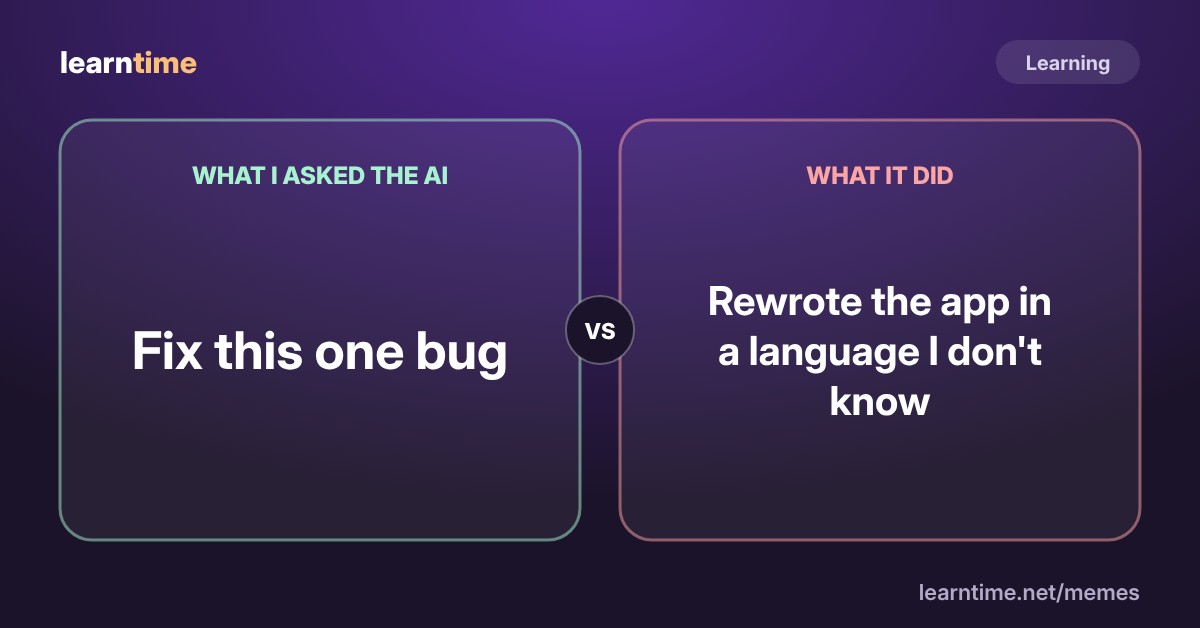 learntime
Learning
WHAT I ASKED THE AI
Fix this one bug
VS
WHAT IT DID
Rewrote the app in
a language I don't
know
learntime.net/memes